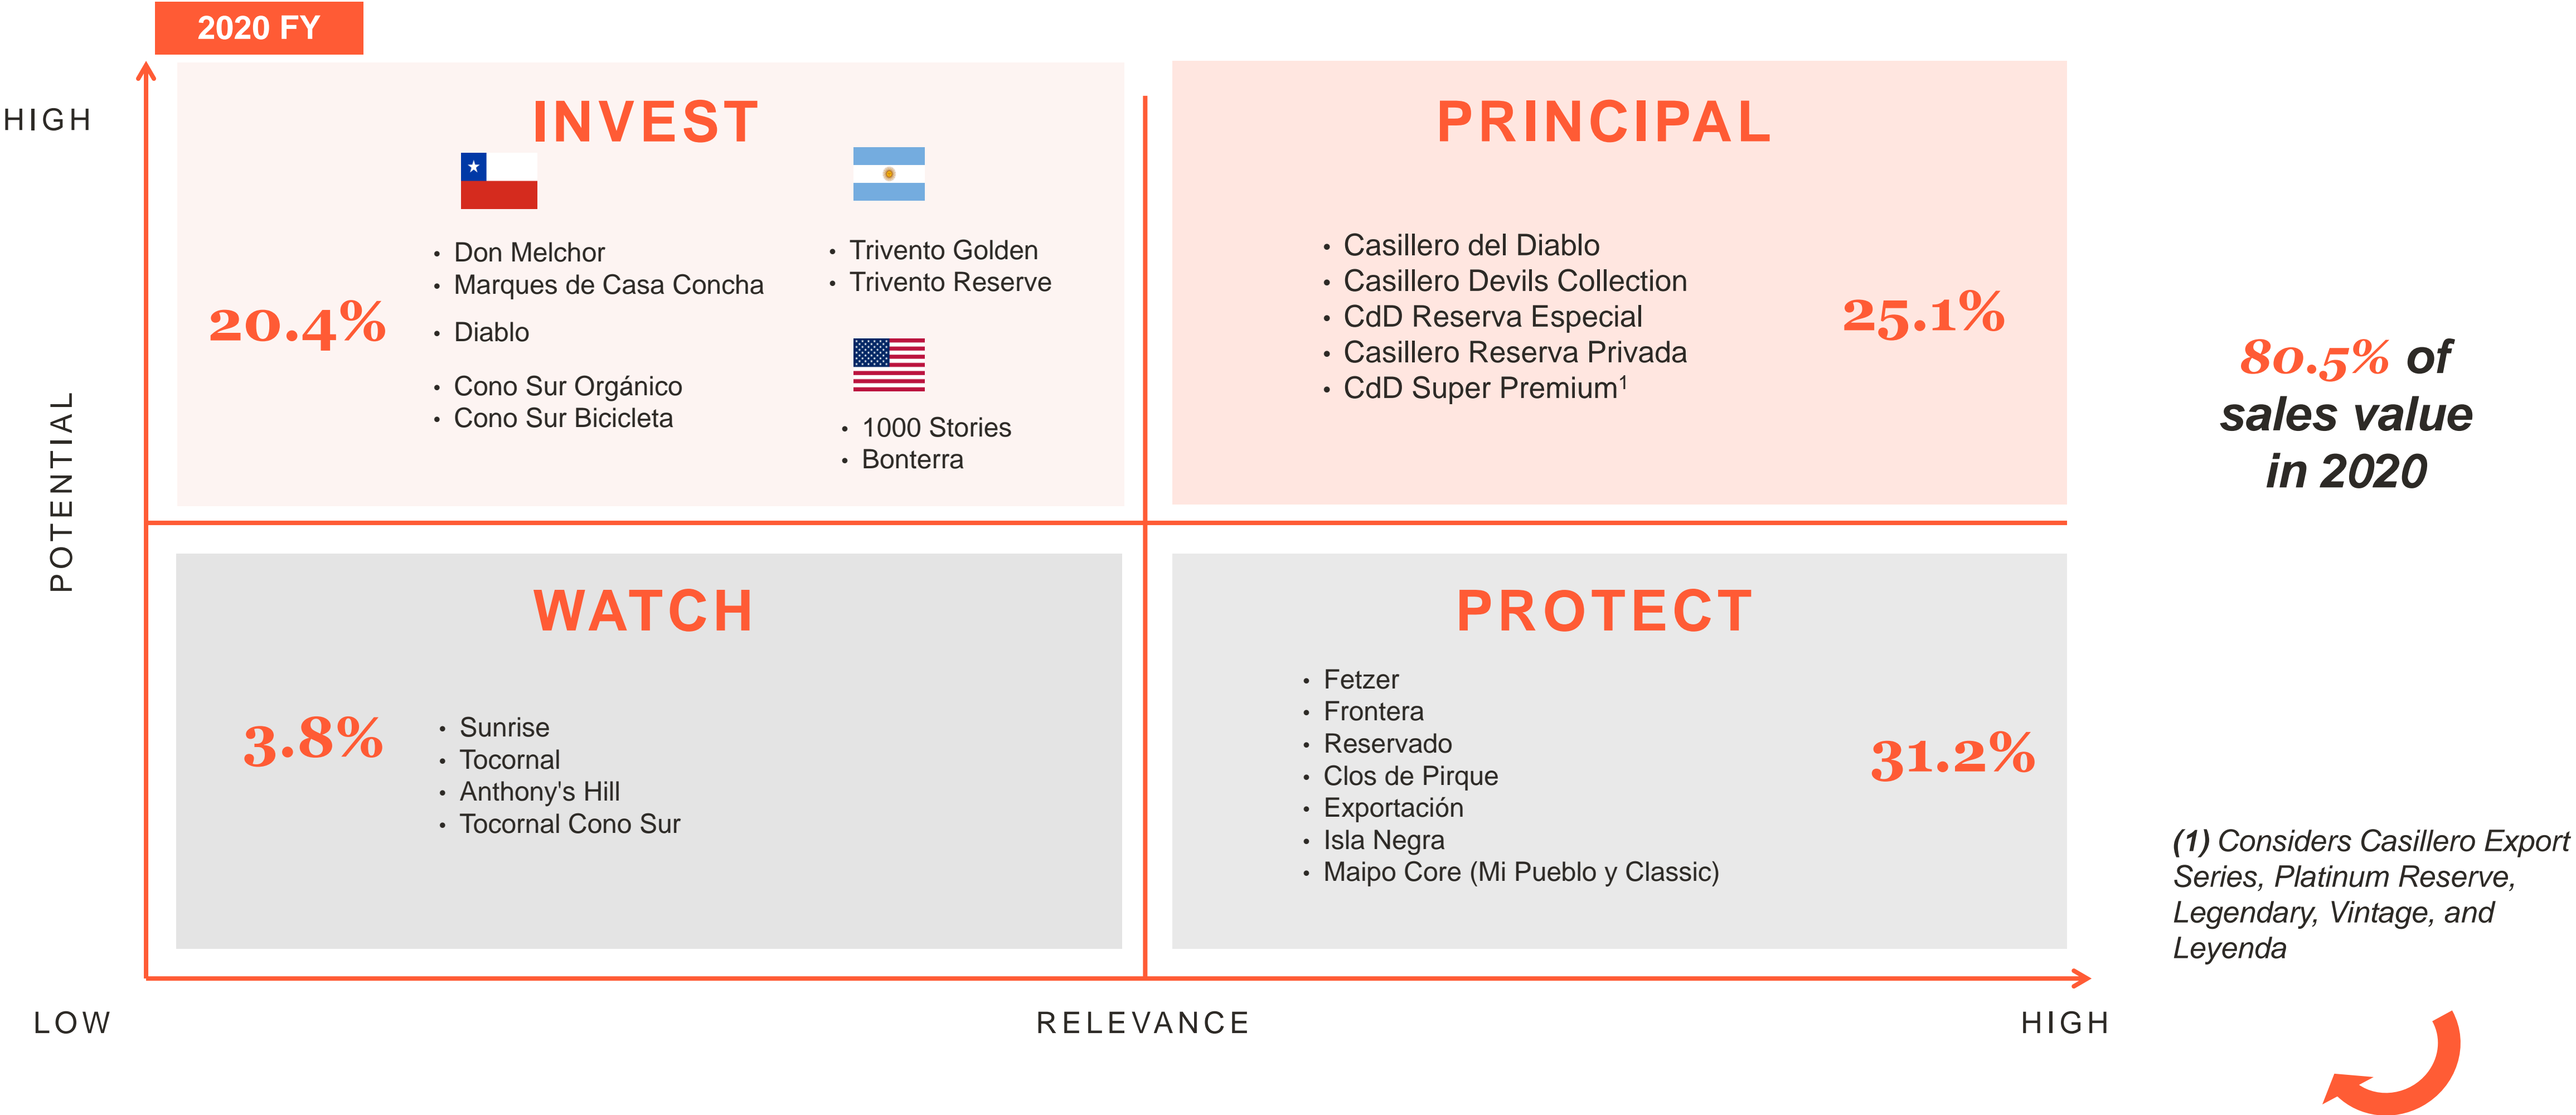 2020 FY
HIGH
POTENTIAL
INVEST
20.4%
• Don Melchor
• Marques de Casa Concha
• Diablo
• Cono Sur Orgánico
• Cono Sur Bicicleta
• Trivento Golden
• Trivento Reserve
• 1000 Stories
• Bonterra
PRINCIPAL
• Casillero del Diablo
• Casillero Devils Collection
• CdD Reserva Especial
• Casillero Reserva Privada
• CdD Super Premium¹
25.1%
80.5% of
sales value
in 2020
WATCH
3.8%
• Sunrise
• Tocornal
• Anthony's Hill
• Tocornal Cono Sur
PROTECT
• Fetzer
• Frontera
• Reservado
• Clos de Pirque
• Exportación
• Isla Negra
• Maipo Core (Mi Pueblo y Classic)
31.2%
(1) Considers Casillero Export
Series, Platinum Reserve,
Legendary, Vintage, and
Leyenda
LOW
RELEVANCE
HIGH